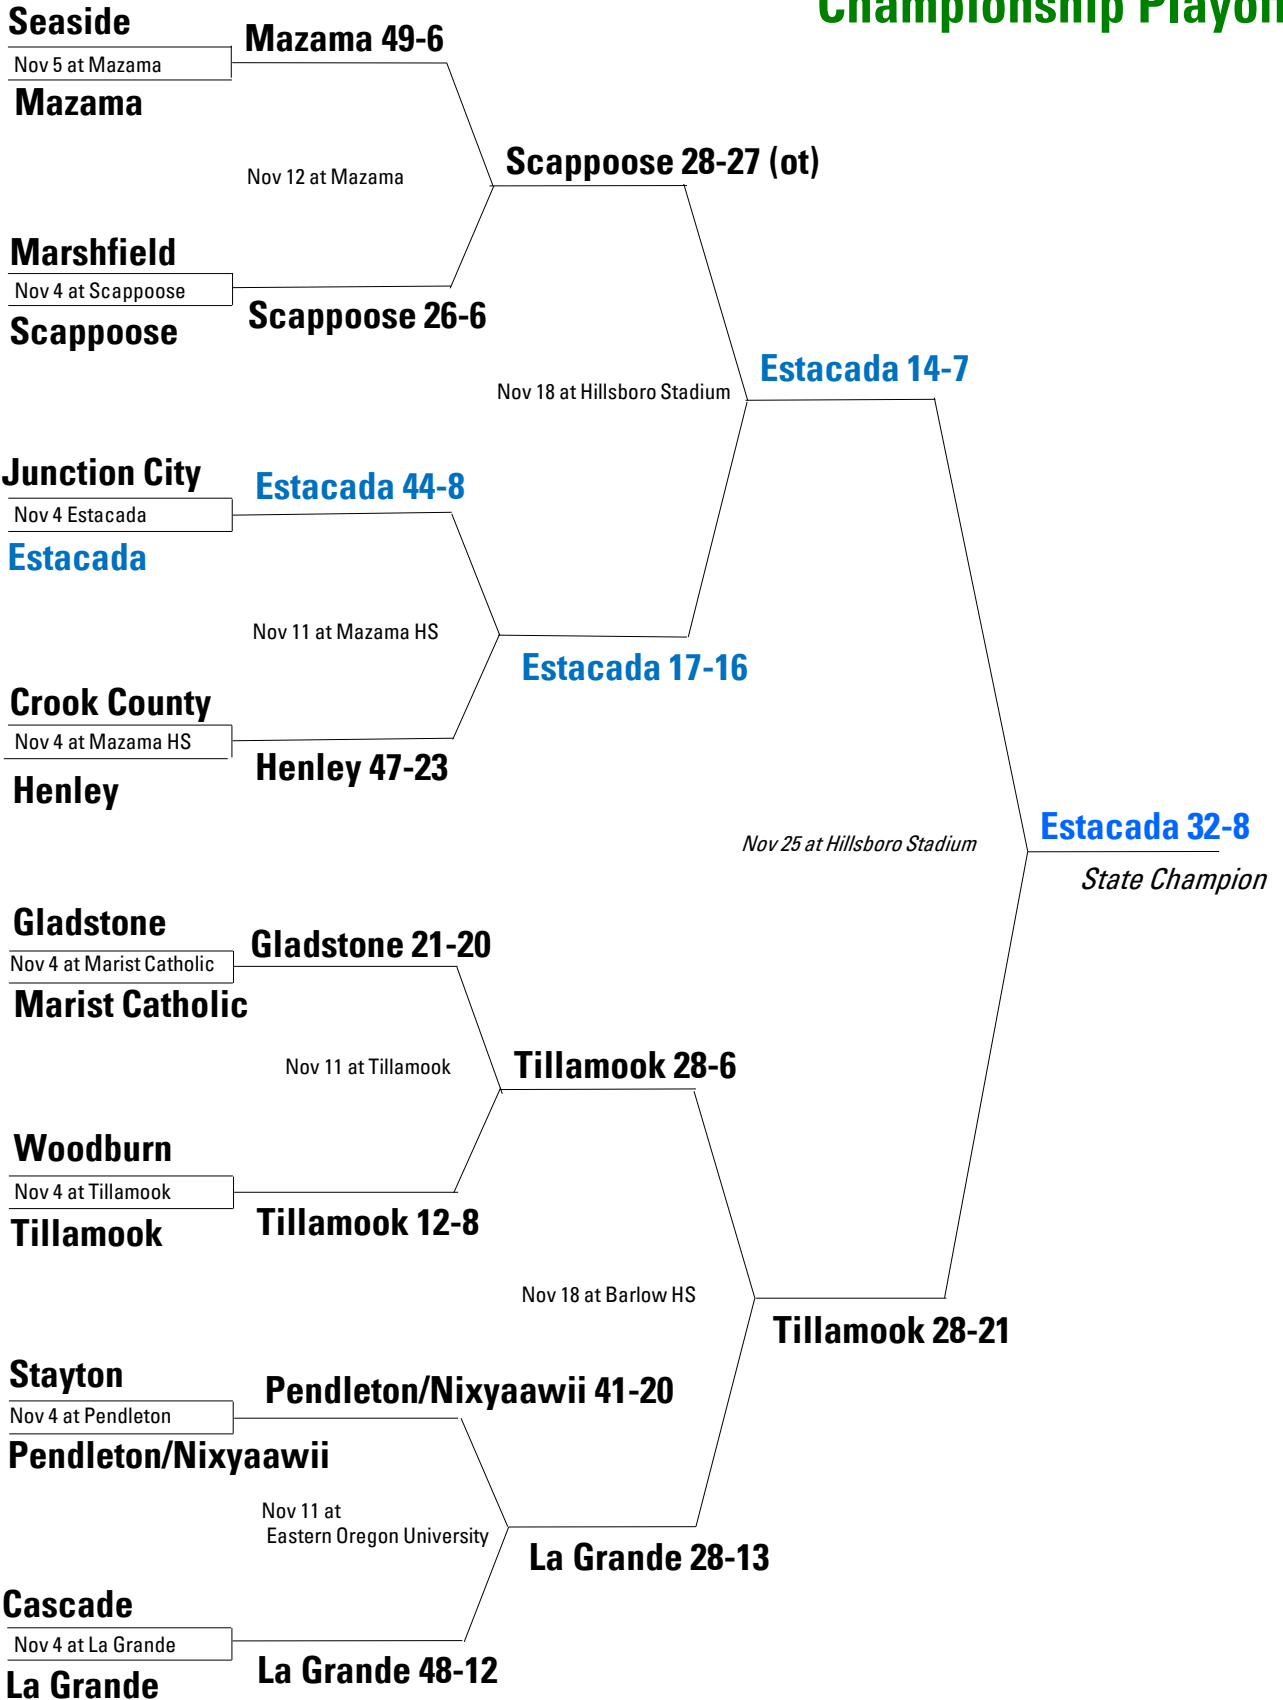 Championship Playoff
Seaside
Mazama 49-6
Nov 5 at Mazama
Mazama
Scappoose 28-27 (ot)
Nov 12 at Mazama
Marshfield
Nov 4 at Scappoose
Scappoose 26-6
Scappoose
Estacada 14-7
Nov 18 at Hillsboro Stadium
Junction City
Estacada 44-8
Nov 4 Estacada
Estacada
Nov 11 at Mazama HS
Estacada 17-16
Crook County
Nov 4 at Mazama HS
Henley 47-23
Henley
Estacada 32-8
Nov 25 at Hillsboro Stadium
State Champion
Gladstone
Gladstone 21-20
Nov 4 at Marist Catholic
Marist Catholic
Nov 11 at Tillamook
Tillamook 28-6
Woodburn
Nov 4 at Tillamook
Tillamook 12-8
Tillamook
Nov 18 at Barlow HS
Tillamook 28-21
Stayton
Pendleton/Nixyaawii 41-20
Nov 4 at Pendleton
Pendleton/Nixyaawii
Nov 11 at
Eastern Oregon University
La Grande 28-13
Cascade
Nov 4 at La Grande
La Grande 48-12
La Grande